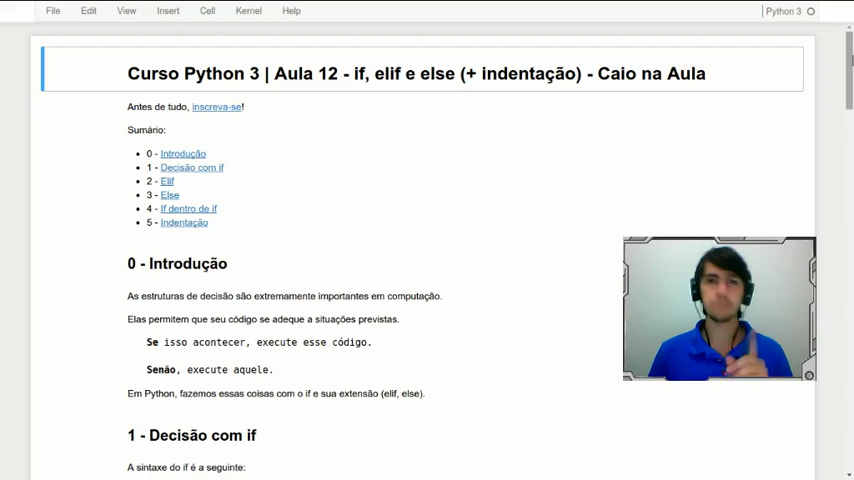 File Edit View Insert Cell Kernel Help Python 3
Curso Python 3 | Aula 12 - if, elif e else (+ indentação) - Caio na Aula
Antes de tudo, inscreva-se!
Sumário:
0 - Introdução
1 - Decisão com if
2 - Elif
3 - Else
4 - If dentro de if
5 - Indentação
0 - Introdução
As estruturas de decisão são extremamente importantes em computação.
Elas permitem que seu código se adeque a situações previstas.
Se isso acontecer, execute esse código.
Senão, execute aquele.
Em Python, fazemos essas coisas com o if e sua extensão (elif, else).
1 - Decisão com if
A sintaxe do if é a seguinte: